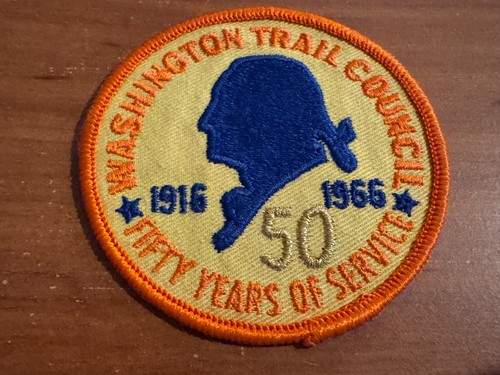 WASHINGTON TRAIL COUNCIL
1916 1966
50
FIFTY YEARS OF SERVICE